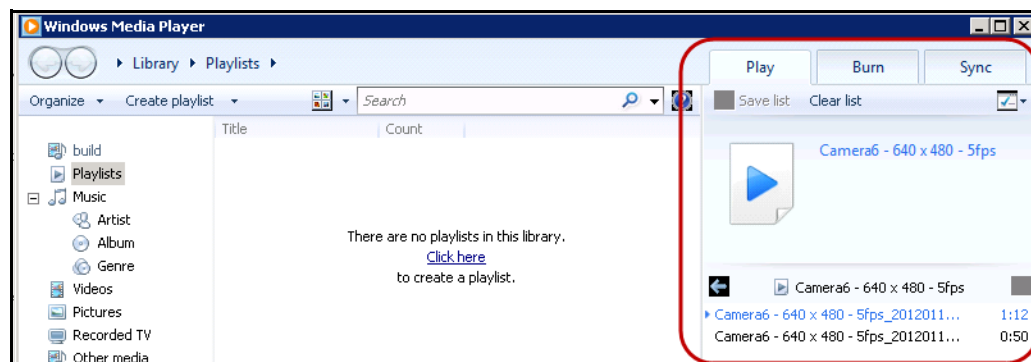 Windows Media Player
Library Playlists
Play Burn Sync
Organize Create playlist Search
Save list Clear list
Title Count
build
Playlists
Music
Artist
Album
Genre
Videos
Pictures
Recorded TV
Other media
There are no playlists in this library.
Click here
to create a playlist.
Camera6 - 640 x 480 - 5fps
Camera6 - 640 x 480 - 5fps
Camera6 - 640 x 480 - 5fps_2012011... 1:12
Camera6 - 640 x 480 - 5fps_2012011... 0:50